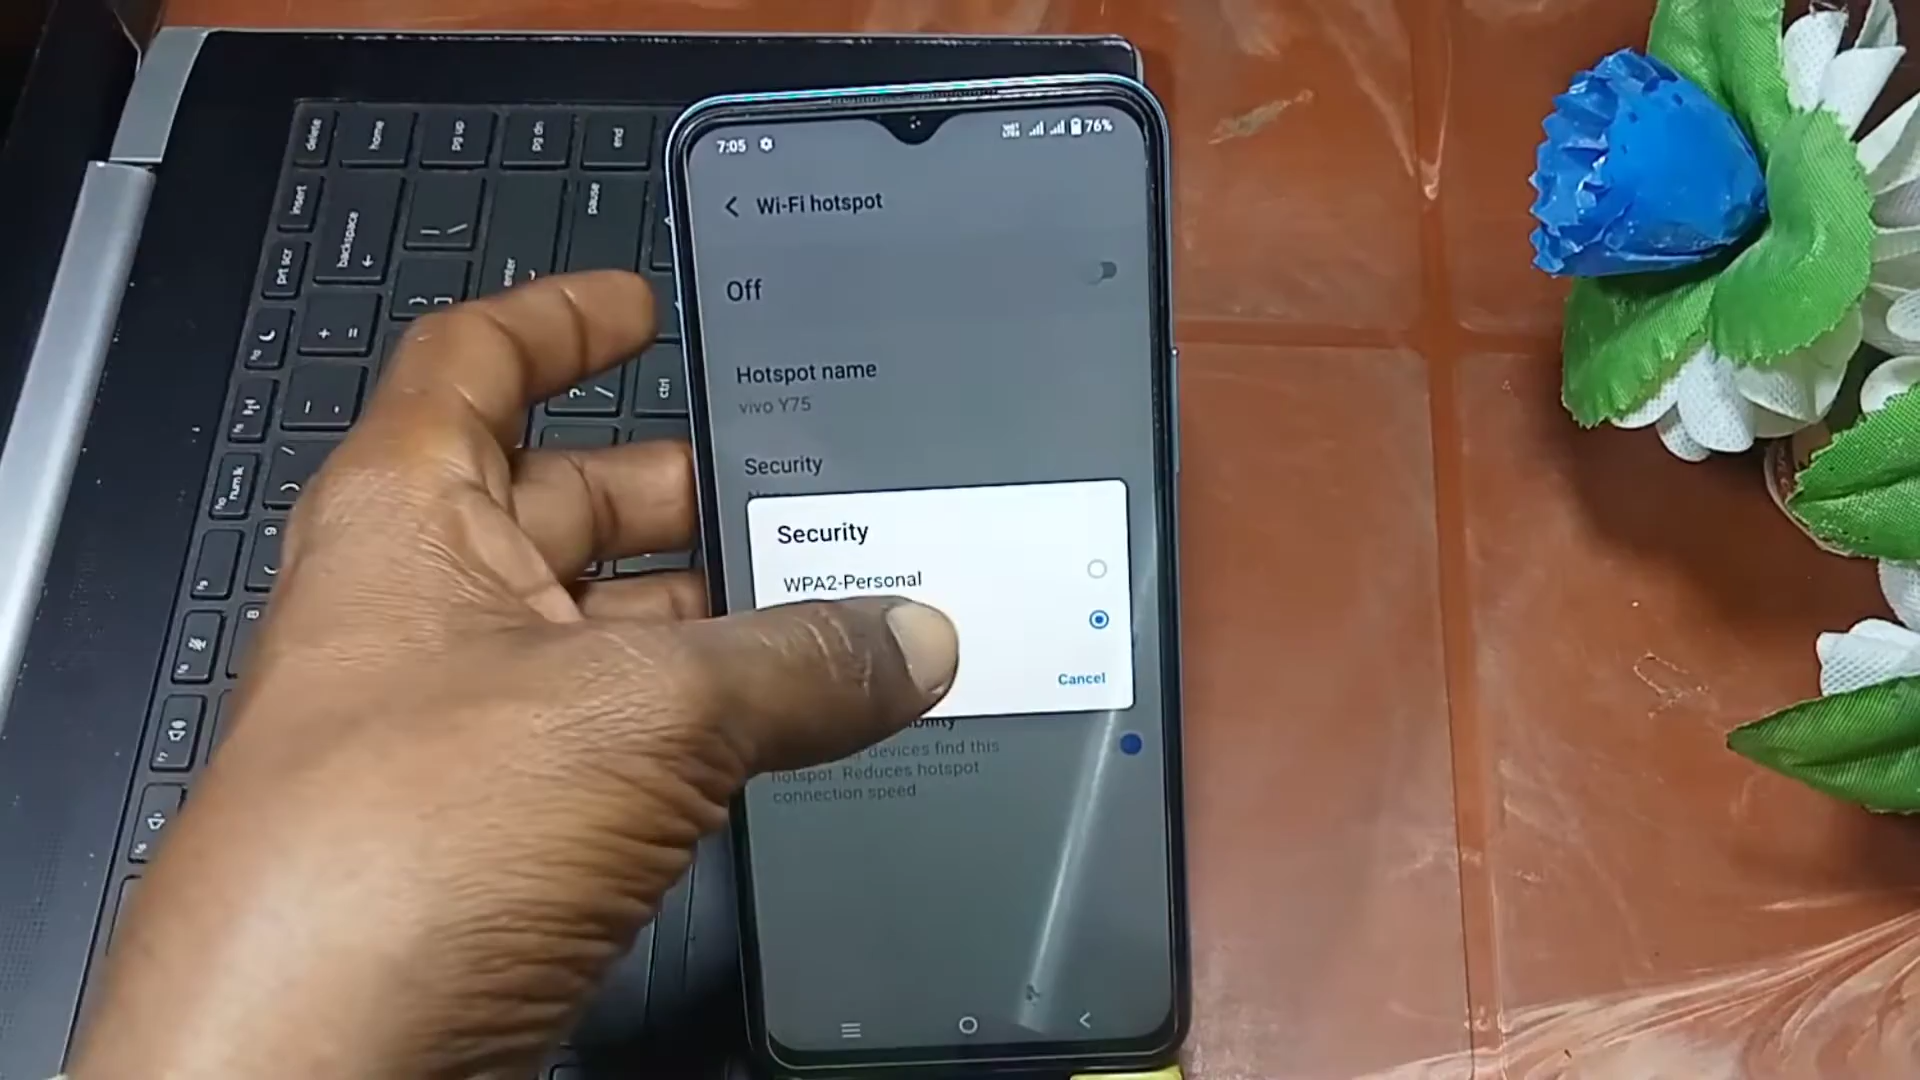 7:05
76%
Wi-Fi hotspot
Off
Hotspot name
vivo Y75
Security
Security
WPA2-Personal
Cancel
devices find this
hotspot. Reduces hotspot
connection speed
delete
home
pg up
pg dn
end
insert
backspace
pause
prt scr
enter
+ =
? /
ctrl
num lk